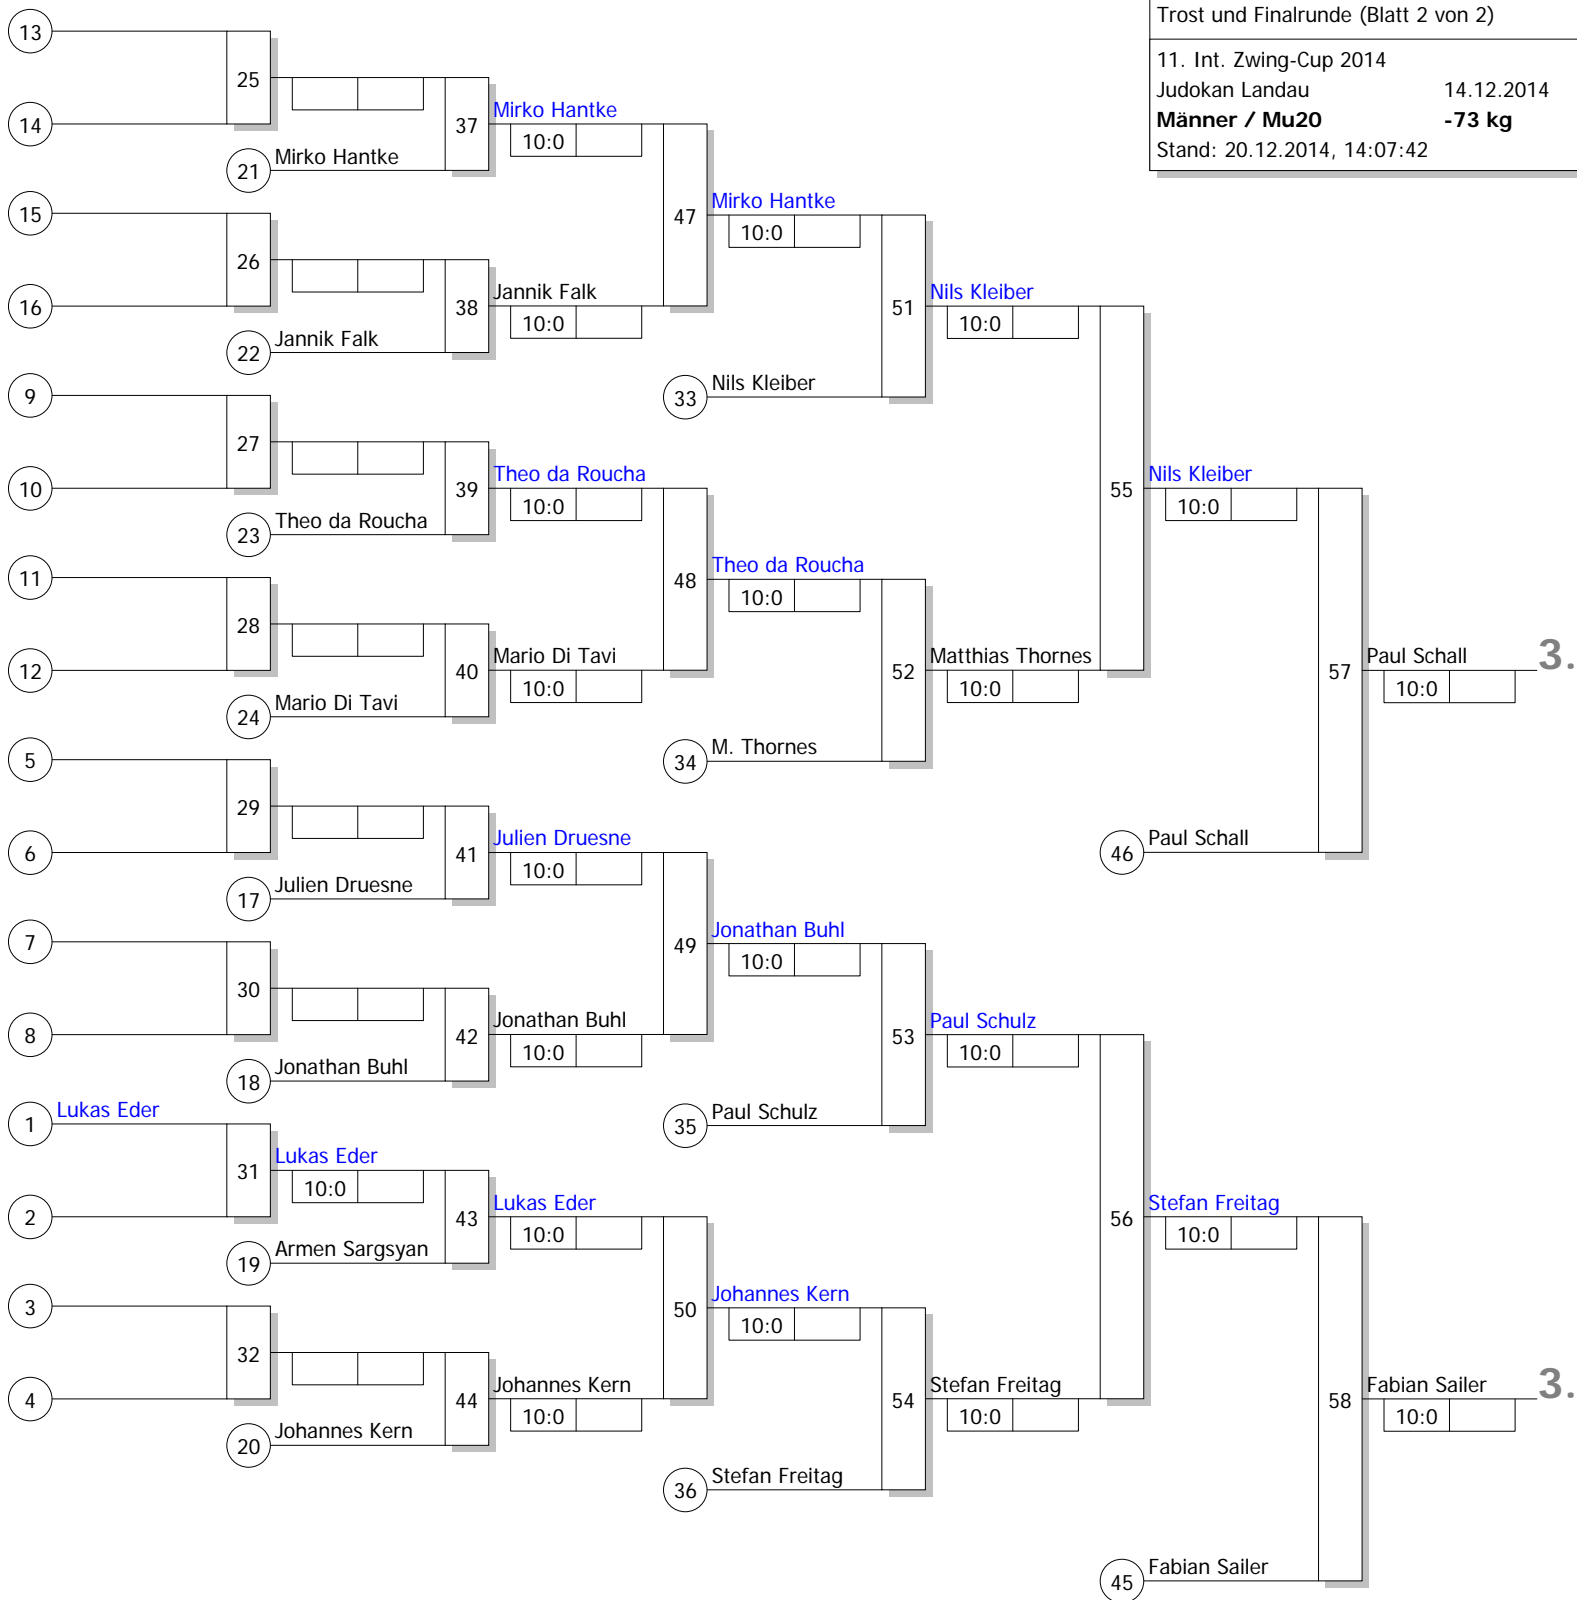 Trost und Finalrunde (Blatt 2 von 2)
11. Int. Zwing-Cup 2014
Judokan Landau 14.12.2014
Männer / Mu20 -73 kg
Stand: 20.12.2014, 14:07:42
13
25
14
37
Mirko Hantke
10:0
21
Mirko Hantke
15
26
16
38
Jannik Falk
10:0
22
Jannik Falk
47
Mirko Hantke
10:0
51
Nils Kleiber
10:0
33
Nils Kleiber
9
27
10
39
Theo da Roucha
10:0
23
Theo da Roucha
11
28
12
40
Mario Di Tavi
10:0
24
Mario Di Tavi
48
Theo da Roucha
10:0
52
Matthias Thornes
10:0
34
M. Thornes
55
Nils Kleiber
10:0
57
Paul Schall
10:0
3.
46
Paul Schall
5
29
6
41
Julien Druesne
10:0
17
Julien Druesne
7
30
8
42
Jonathan Buhl
10:0
18
Jonathan Buhl
49
Jonathan Buhl
10:0
53
Paul Schulz
10:0
35
Paul Schulz
1
Lukas Eder
31
2
Lukas Eder
10:0
43
Lukas Eder
10:0
19
Armen Sargsyan
3
32
4
44
Johannes Kern
10:0
20
Johannes Kern
50
Johannes Kern
10:0
54
Stefan Freitag
10:0
36
Stefan Freitag
56
Stefan Freitag
10:0
58
Fabian Sailer
10:0
3.
45
Fabian Sailer